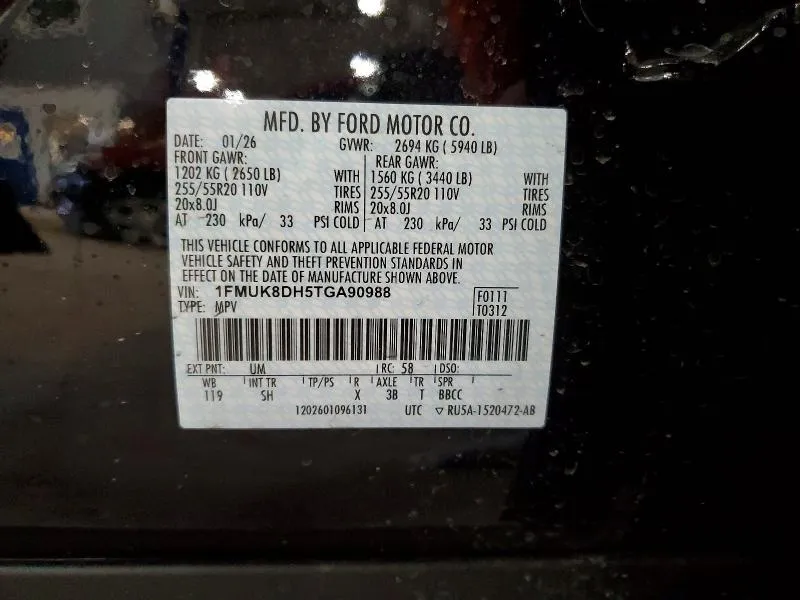 MFD. BY FORD MOTOR CO.
DATE: 01/26 GVWR: 2694 KG ( 5940 LB)
FRONT GAWR: REAR GAWR:
1202 KG ( 2650 LB) WITH 1560 KG ( 3440 LB) WITH
255/55R20 110V TIRES 255/55R20 110V TIRES
20x8.0J RIMS 20x8.0J RIMS
AT 230 kPa/ 33 PSI COLD AT 230 kPa/ 33 PSI COLD
THIS VEHICLE CONFORMS TO ALL APPLICABLE FEDERAL MOTOR
VEHICLE SAFETY AND THEFT PREVENTION STANDARDS IN
EFFECT ON THE DATE OF MANUFACTURE SHOWN ABOVE.
VIN: 1FMUK8DH5TGA90988 F0111
TYPE: MPV T0312
EXT PNT: UM RC: 58 DSO:
WB INT TR TP/PS R AXLE TR SPR
119 SH X 3B T BBCC
1202601096131 UTC ▽ RU5A-1520472-AB